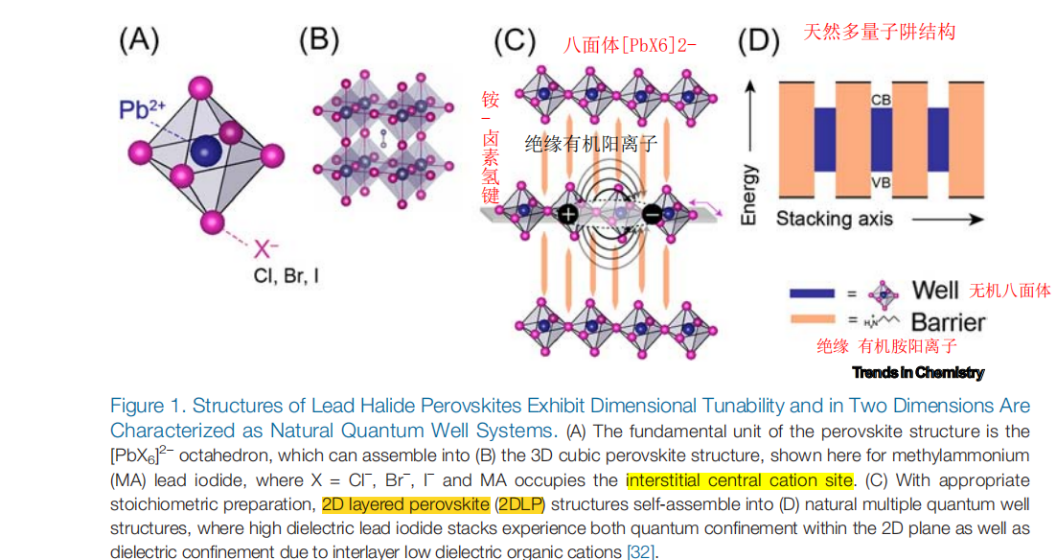 (A)
(B)
(C)
(D)
八面体[PbX6]2-
天然多量子阱结构
Pb²⁺
X⁻
Cl, Br, I
铵
-
卤
素
氢
键
绝缘有机阳离子
+
−
CB
VB
Energy
Stacking axis
= Well 无机八面体
= H₃N Barrier
绝缘 有机胺阳离子
Trends in Chemistry
Figure 1. Structures of Lead Halide Perovskites Exhibit Dimensional Tunability and in Two Dimensions Are
Characterized as Natural Quantum Well Systems. (A) The fundamental unit of the perovskite structure is the
[PbX₆]²⁻ octahedron, which can assemble into (B) the 3D cubic perovskite structure, shown here for methylammonium
(MA) lead iodide, where X = Cl⁻, Br⁻, I⁻ and MA occupies the interstitial central cation site. (C) With appropriate
stoichiometric preparation, 2D layered perovskite (2DLP) structures self-assemble into (D) natural multiple quantum well
structures, where high dielectric lead iodide stacks experience both quantum confinement within the 2D plane as well as
dielectric confinement due to interlayer low dielectric organic cations [32].